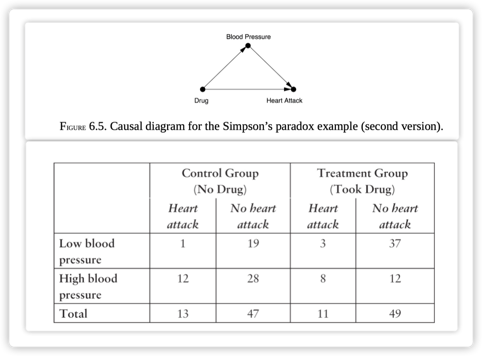 Blood Pressure
Drug
Heart Attack
FIGURE 6.5. Causal diagram for the Simpson's paradox example (second version).
Control Group Treatment Group
(No Drug) (Took Drug)
Heart No heart Heart No heart
attack attack attack attack
Low blood 1 19 3 37
pressure
High blood 12 28 8 12
pressure
Total 13 47 11 49